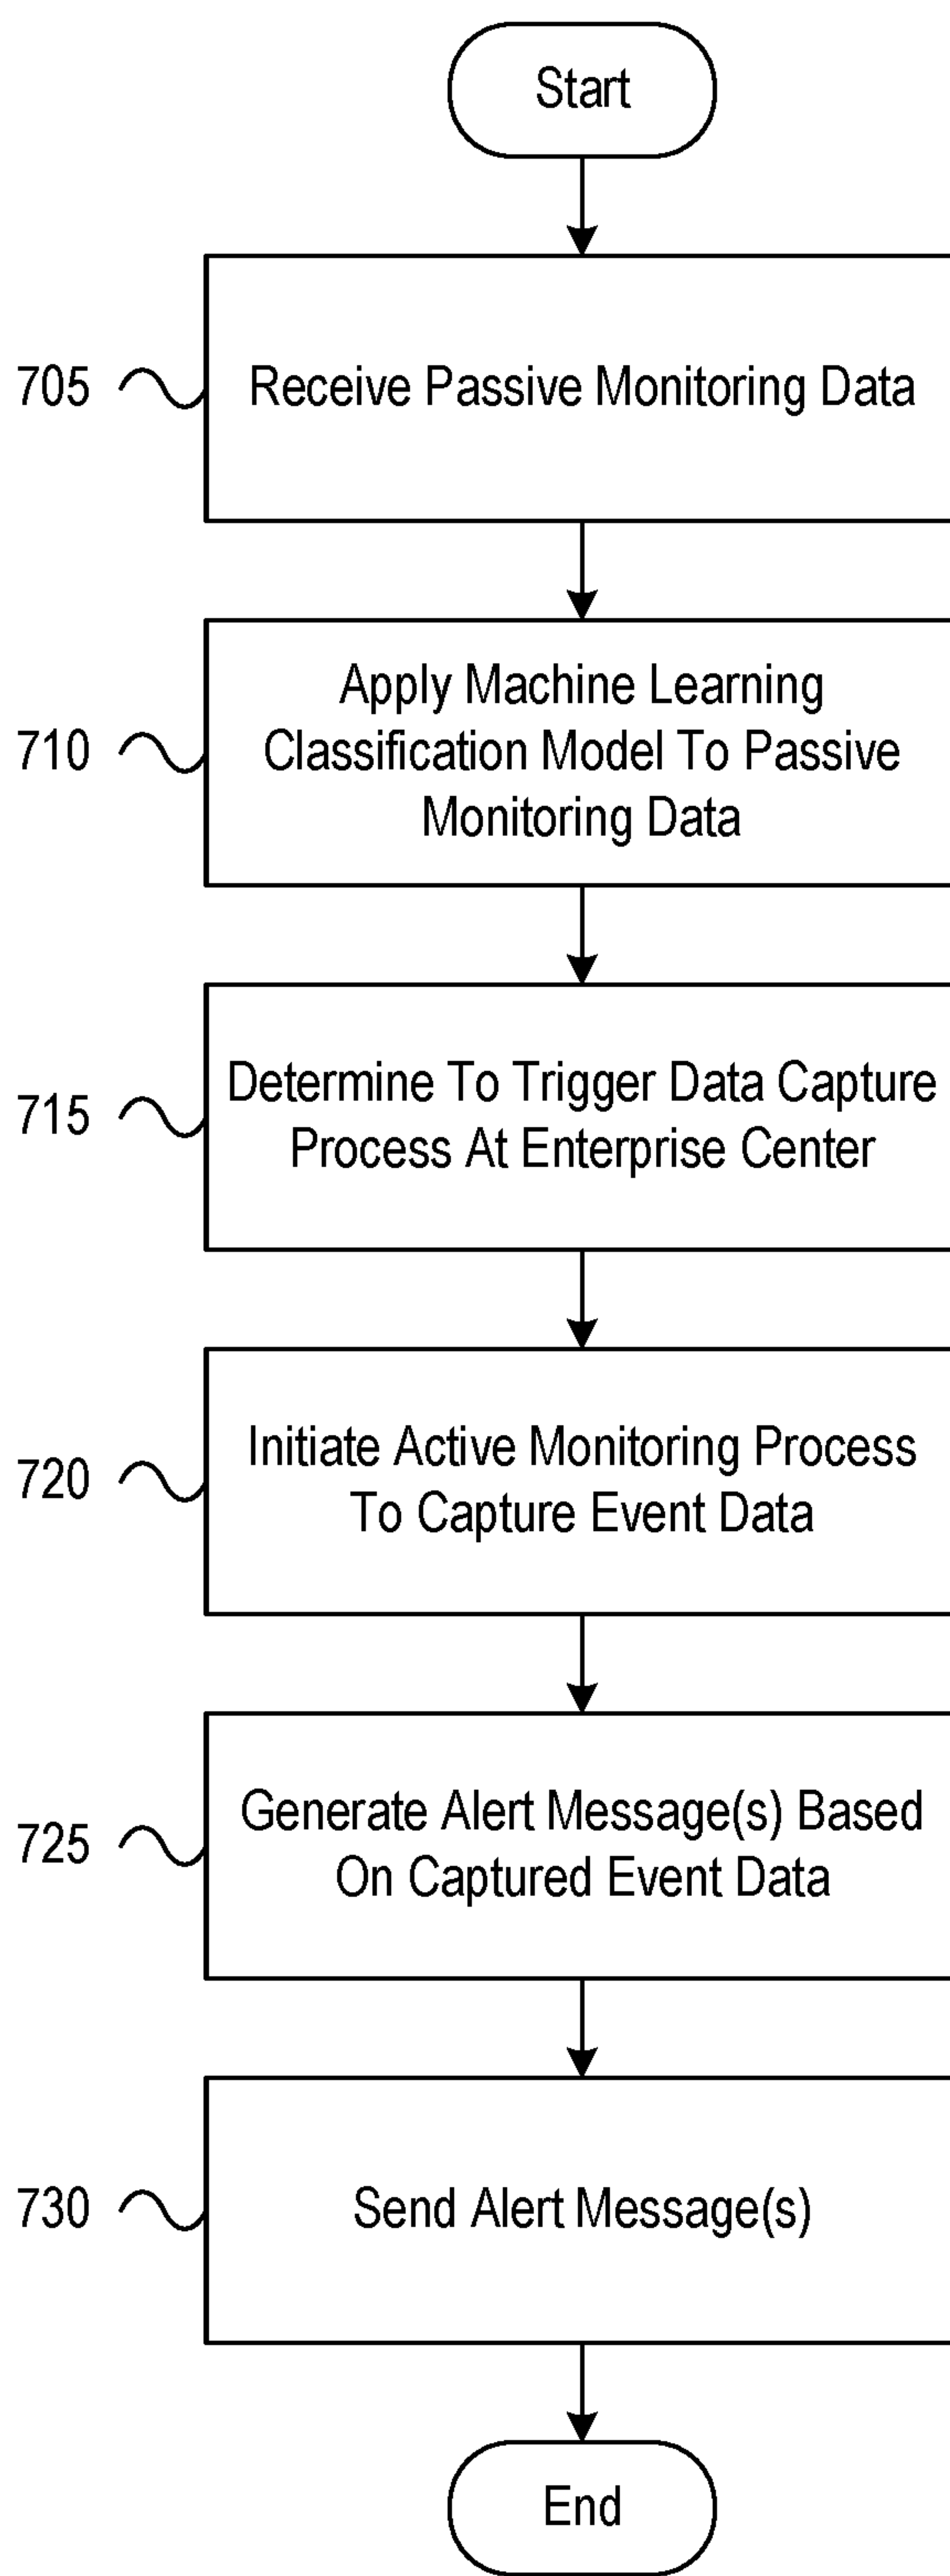 Start
705
Receive Passive Monitoring Data
710
Apply Machine Learning
Classification Model To Passive
Monitoring Data
715
Determine To Trigger Data Capture
Process At Enterprise Center
720
Initiate Active Monitoring Process
To Capture Event Data
725
Generate Alert Message(s) Based
On Captured Event Data
730
Send Alert Message(s)
End